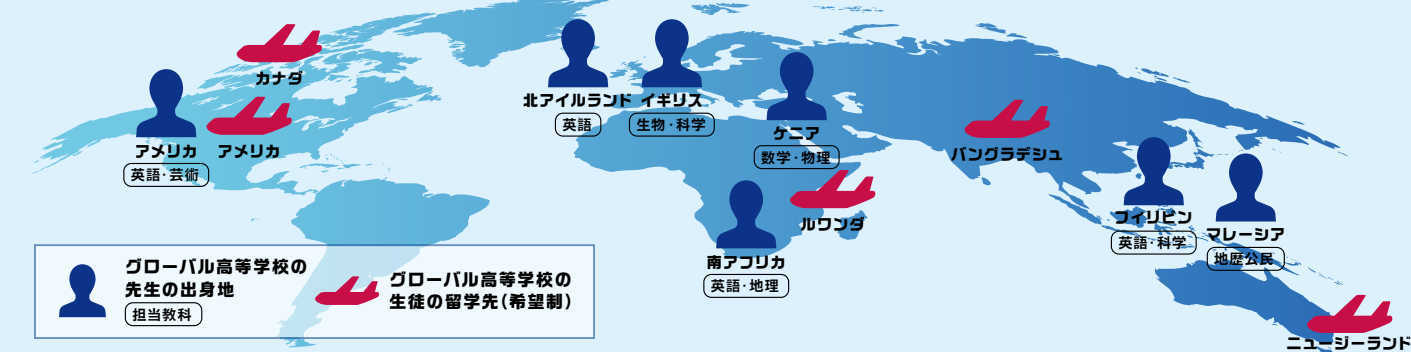 カナダ
アメリカ
英語・芸術
アメリカ
北アイルランド
英語
イギリス
生物・科学
ケニア
数学・物理
バングラデシュ
ルワンダ
南アフリカ
英語・地理
フィリピン
英語・科学
マレーシア
地歴公民
ニュージーランド
グローバル高等学校の
先生の出身地
担当教科
グローバル高等学校の
生徒の留学先(希望制)